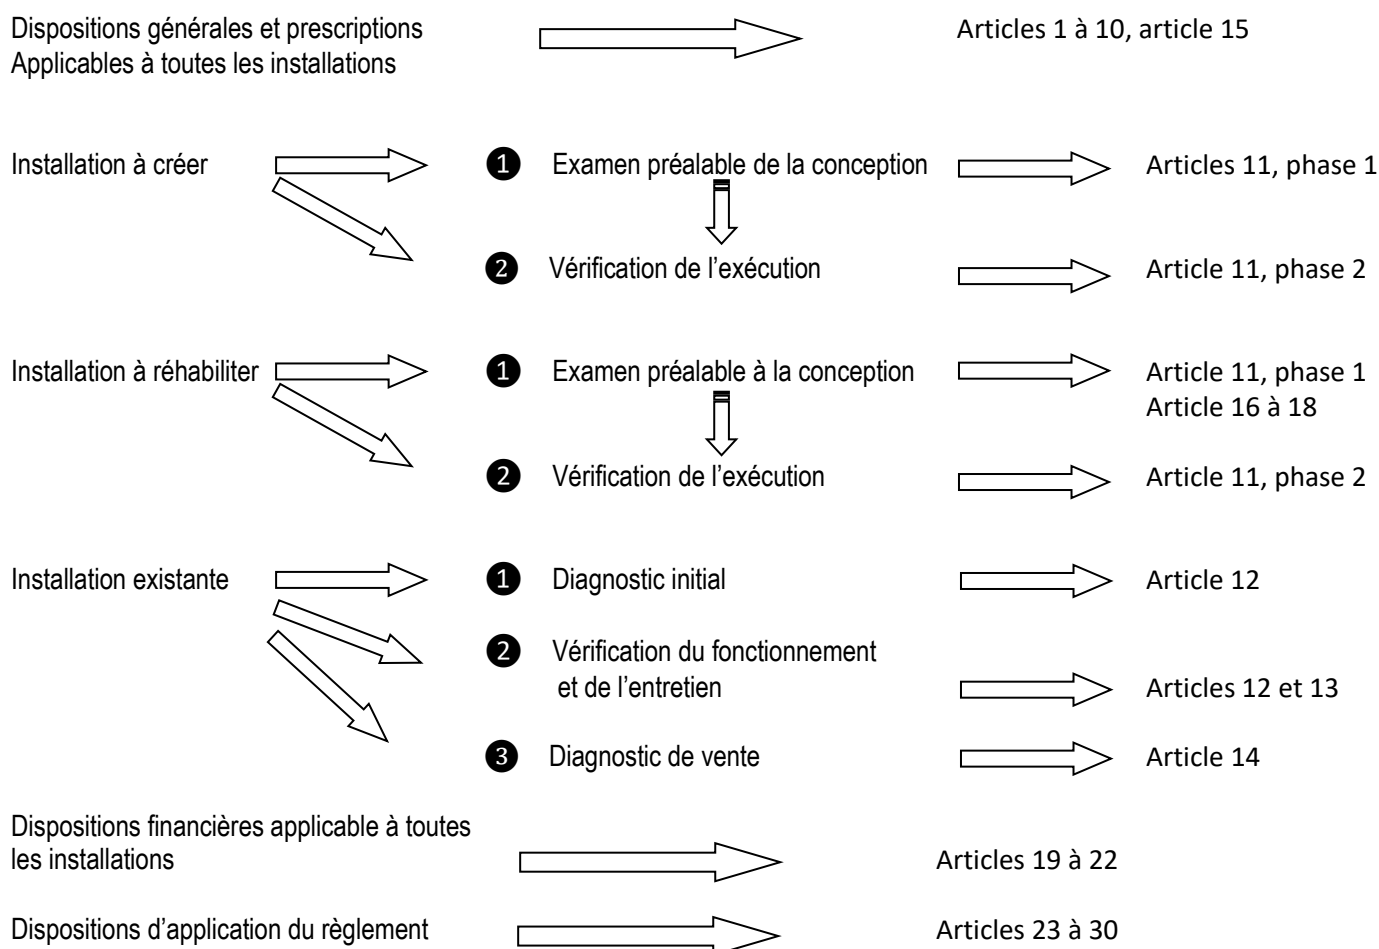 Dispositions générales et prescriptions
Applicables à toutes les installations
Articles 1 à 10, article 15
Installation à créer
❶ Examen préalable de la conception
Articles 11, phase 1
❷ Vérification de l’exécution
Article 11, phase 2
Installation à réhabiliter
❶ Examen préalable à la conception
Article 11, phase 1
Article 16 à 18
❷ Vérification de l’exécution
Article 11, phase 2
Installation existante
❶ Diagnostic initial
Article 12
❷ Vérification du fonctionnement
et de l’entretien
Articles 12 et 13
❸ Diagnostic de vente
Article 14
Dispositions financières applicable à toutes
les installations
Articles 19 à 22
Dispositions d’application du règlement
Articles 23 à 30